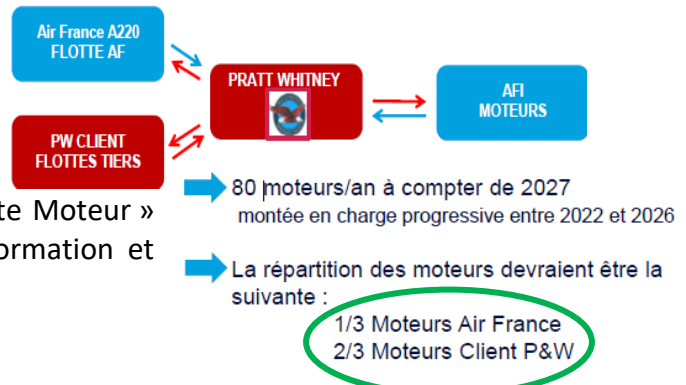 Air France A220
FLOTTE AF
PRATT WHITNEY
AFI
MOTEURS
PW CLIENT
FLOTTES TIERS
80 moteurs/an à compter de 2027
montée en charge progressive entre 2022 et 2026
te Moteur »
ormation et
La répartition des moteurs devraient être la
suivante :
1/3 Moteurs Air France
2/3 Moteurs Client P&W